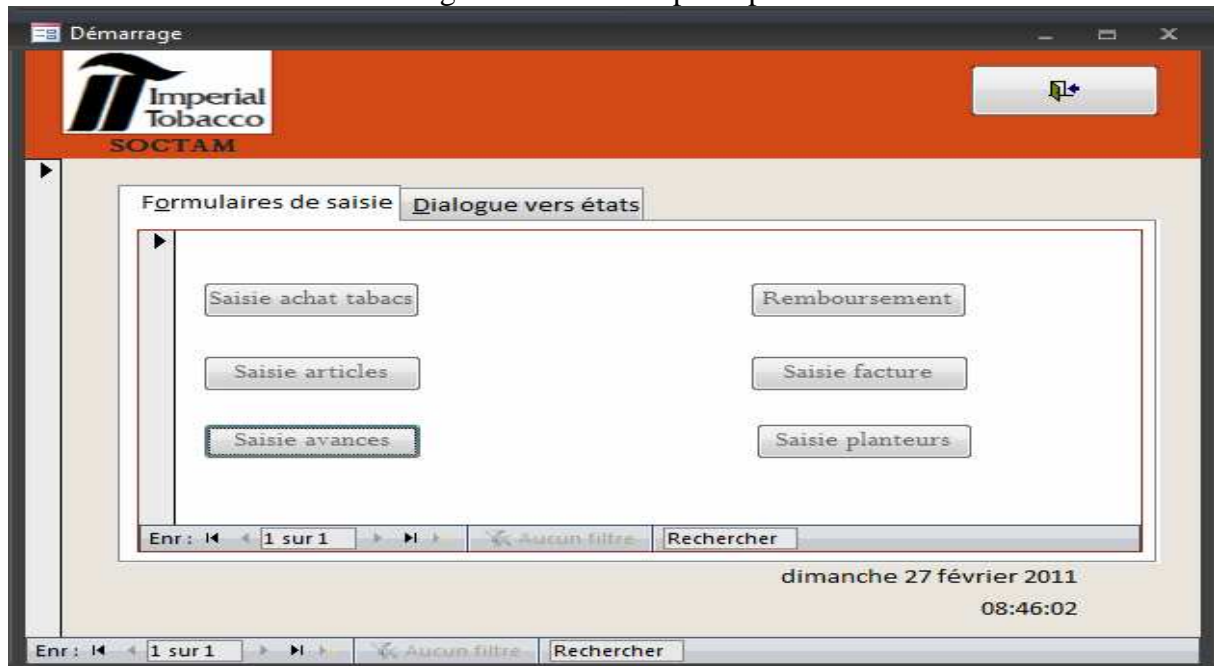 Démarrage
Imperial
Tobacco
SOCTAM
Formulaires de saisie Dialogue vers états
Saisie achat tabacs Remboursement
Saisie articles Saisie facture
Saisie avances Saisie planteurs
Enr : 1 sur 1 Aucun filtre Rechercher
dimanche 27 février 2011
08:46:02
Enr : 1 sur 1 Aucun filtre Rechercher